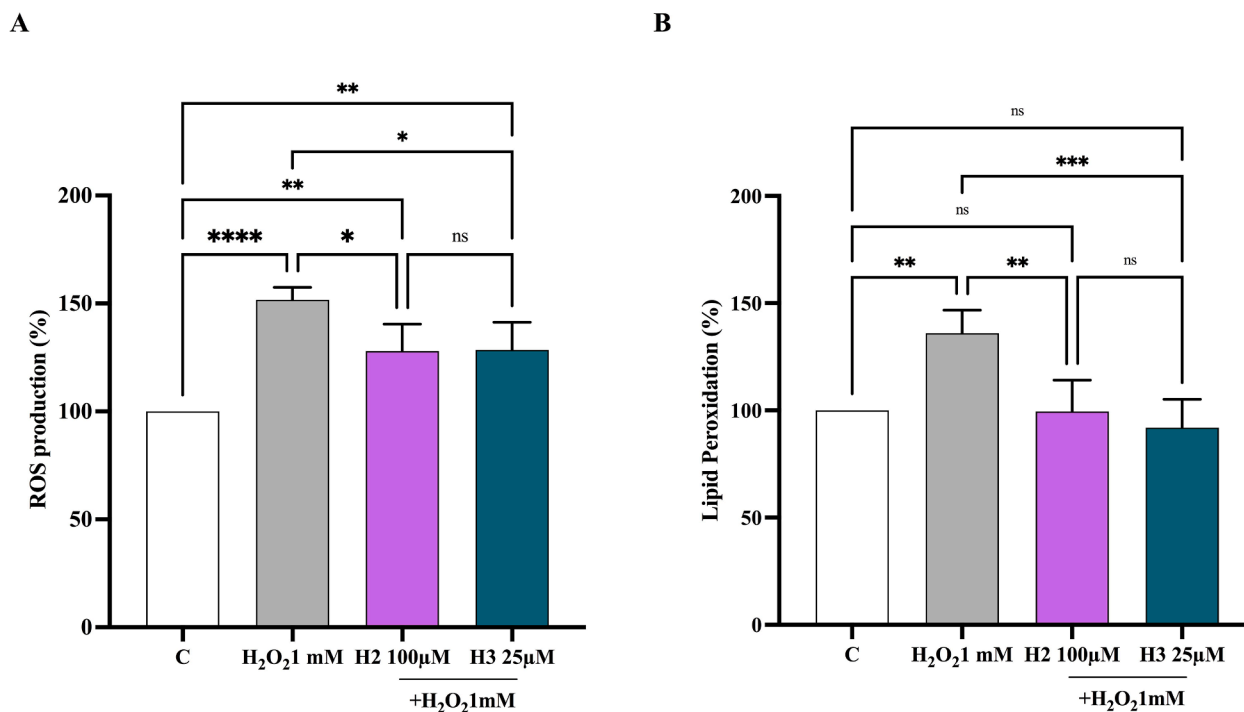 A
B
**
*
**
****
*
ns
ns
***
ns
**
**
ns
ROS production (%)
200
150
100
50
0
C
H₂O₂1 mM
H2 100μM
H3 25μM
+H₂O₂1mM
Lipid Peroxidation (%)
200
150
100
50
0
C
H₂O₂1 mM
H2 100μM
H3 25μM
+H₂O₂1mM